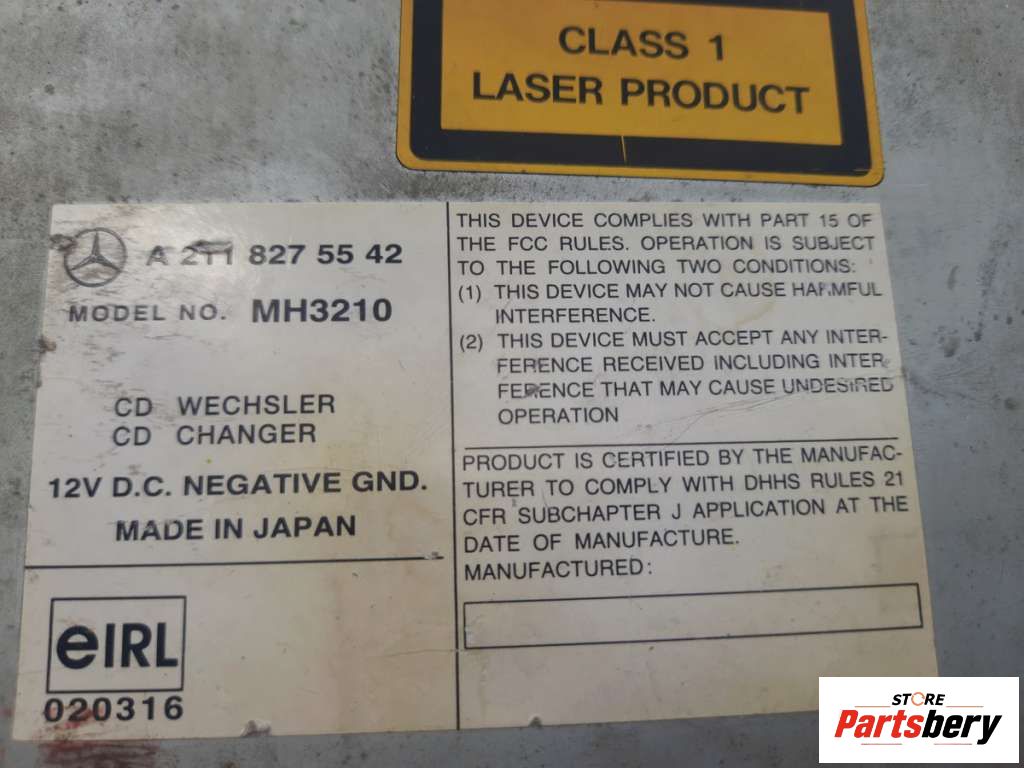 CLASS 1
LASER PRODUCT
A 211 827 55 42
MODEL NO. MH3210
CD WECHSLER
CD CHANGER
12V D.C. NEGATIVE GND.
MADE IN JAPAN
eIRL
020316
THIS DEVICE COMPLIES WITH PART 15 OF
THE FCC RULES. OPERATION IS SUBJECT
TO THE FOLLOWING TWO CONDITIONS:
(1) THIS DEVICE MAY NOT CAUSE HARMFUL
INTERFERENCE.
(2) THIS DEVICE MUST ACCEPT ANY INTER-
FERENCE RECEIVED INCLUDING INTER
FERENCE THAT MAY CAUSE UNDESIRED
OPERATION
PRODUCT IS CERTIFIED BY THE MANUFAC-
TURER TO COMPLY WITH DHHS RULES 21
CFR SUBCHAPTER J APPLICATION AT THE
DATE OF MANUFACTURE.
MANUFACTURED:
STORE
Partsbery